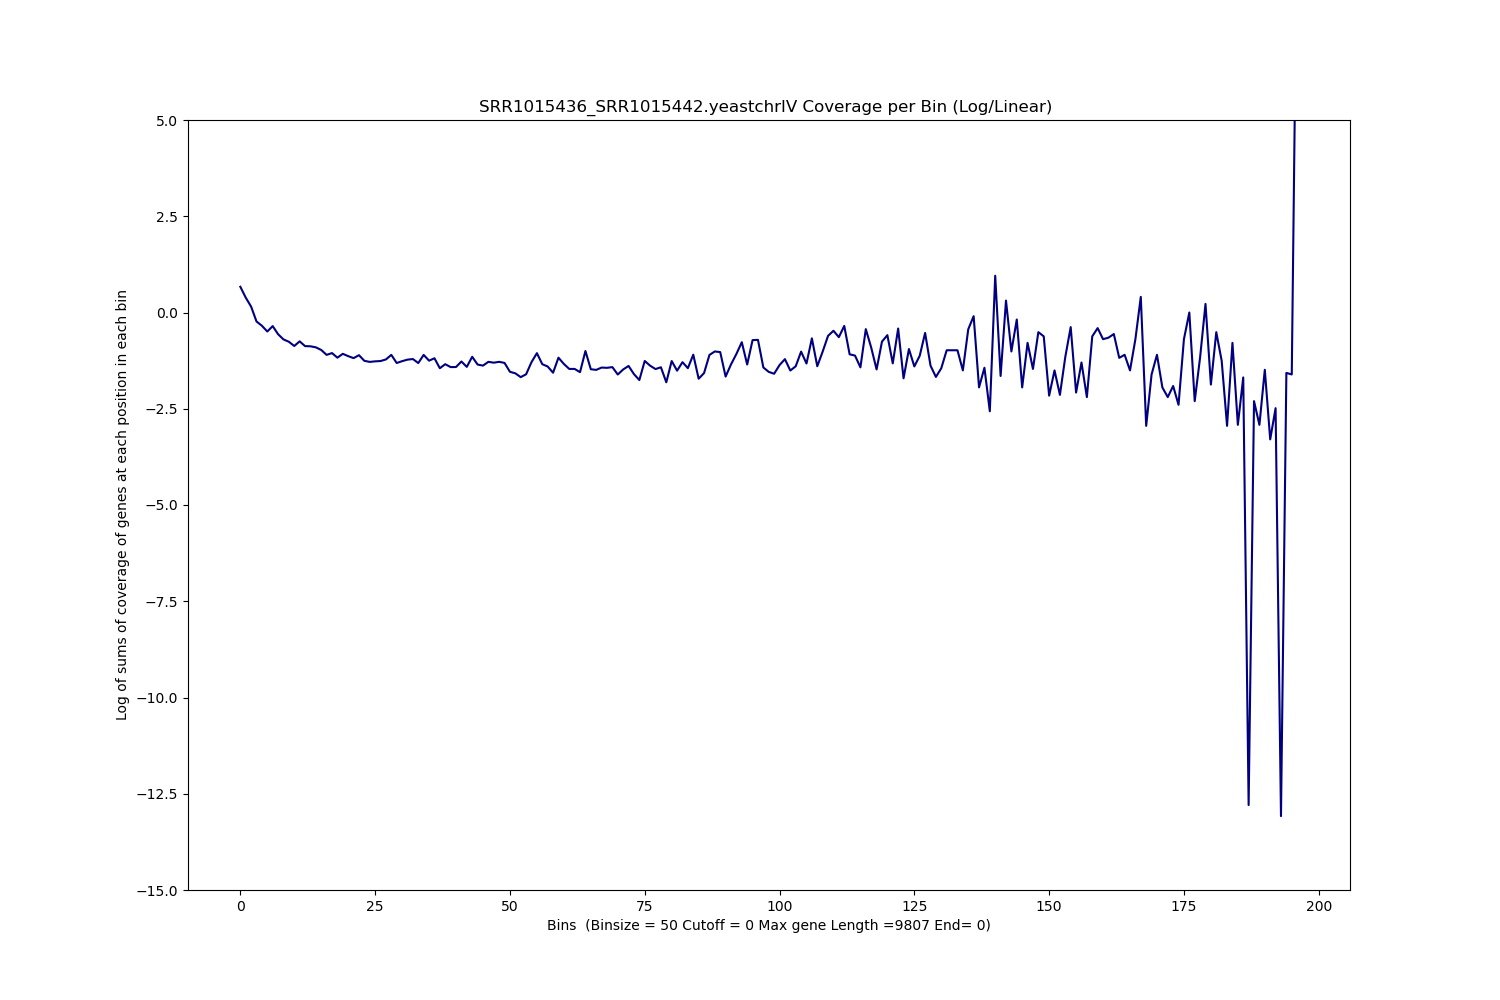 SRR1015436_SRR1015442.yeastchrIV Coverage per Bin (Log/Linear)
Log of sums of coverage of genes at each position in each bin
5.0
2.5
0.0
−2.5
−5.0
−7.5
−10.0
−12.5
−15.0
0 25 50 75 100 125 150 175 200
Bins  (Binsize = 50 Cutoff = 0 Max gene Length =9807 End= 0)